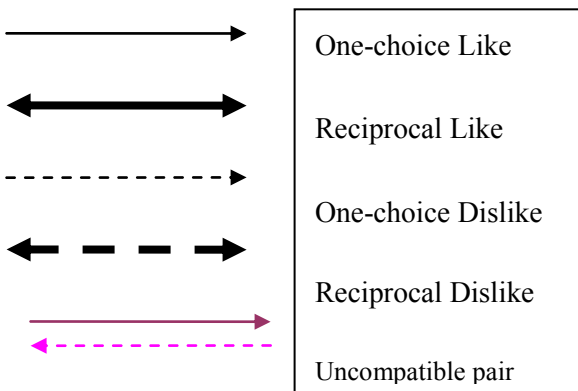 One-choice Like
Reciprocal Like
One-choice Dislike
Reciprocal Dislike
Uncompatible pair